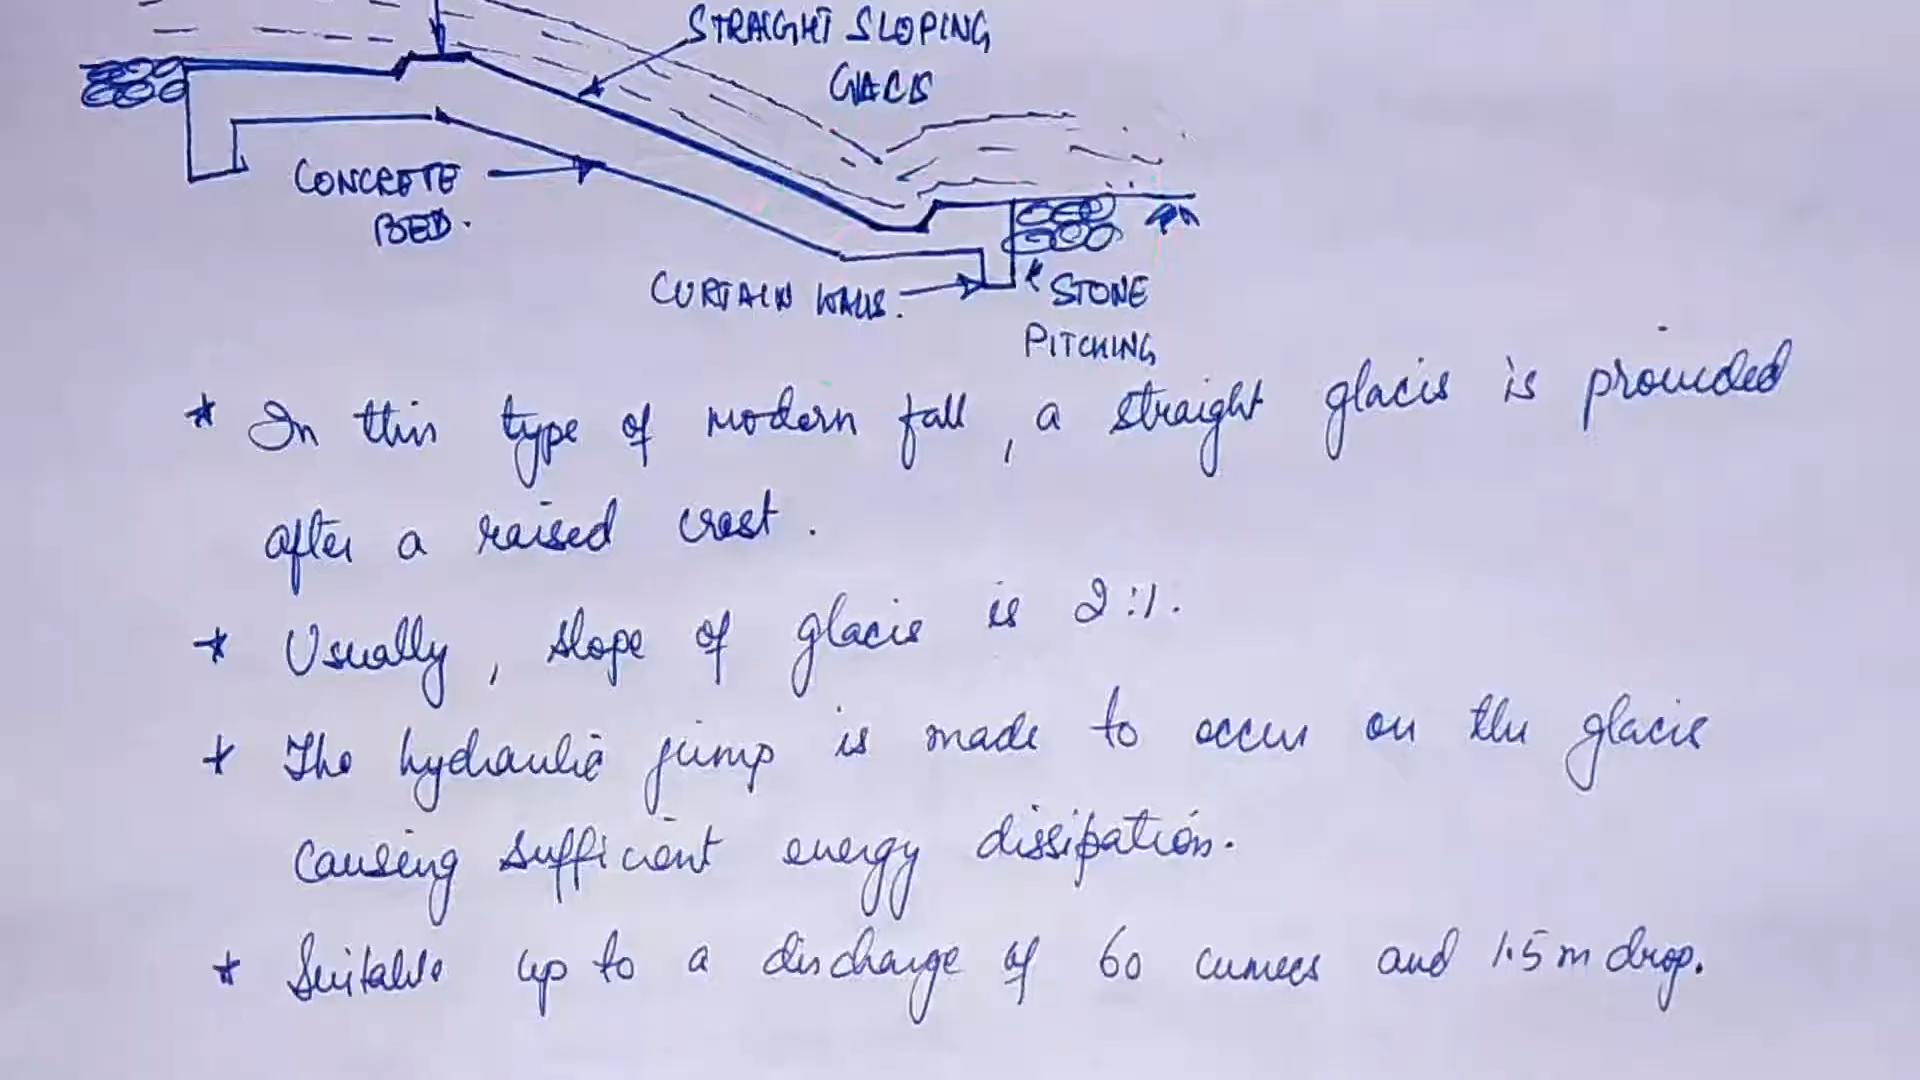 STRAIGHT SLOPING
GLACIS
CONCRETE
BED.
CURTAIN WALLS.
STONE
PITCHING
* In this type of modern fall, a straight glacis is provided
after a raised crest.
* Usually, slope of glacis is 2:1.
* The hydraulic jump is made to occur on the glacis
causing sufficient energy dissipation.
* Suitable up to a discharge of 60 cumecs and 1.5m drop.